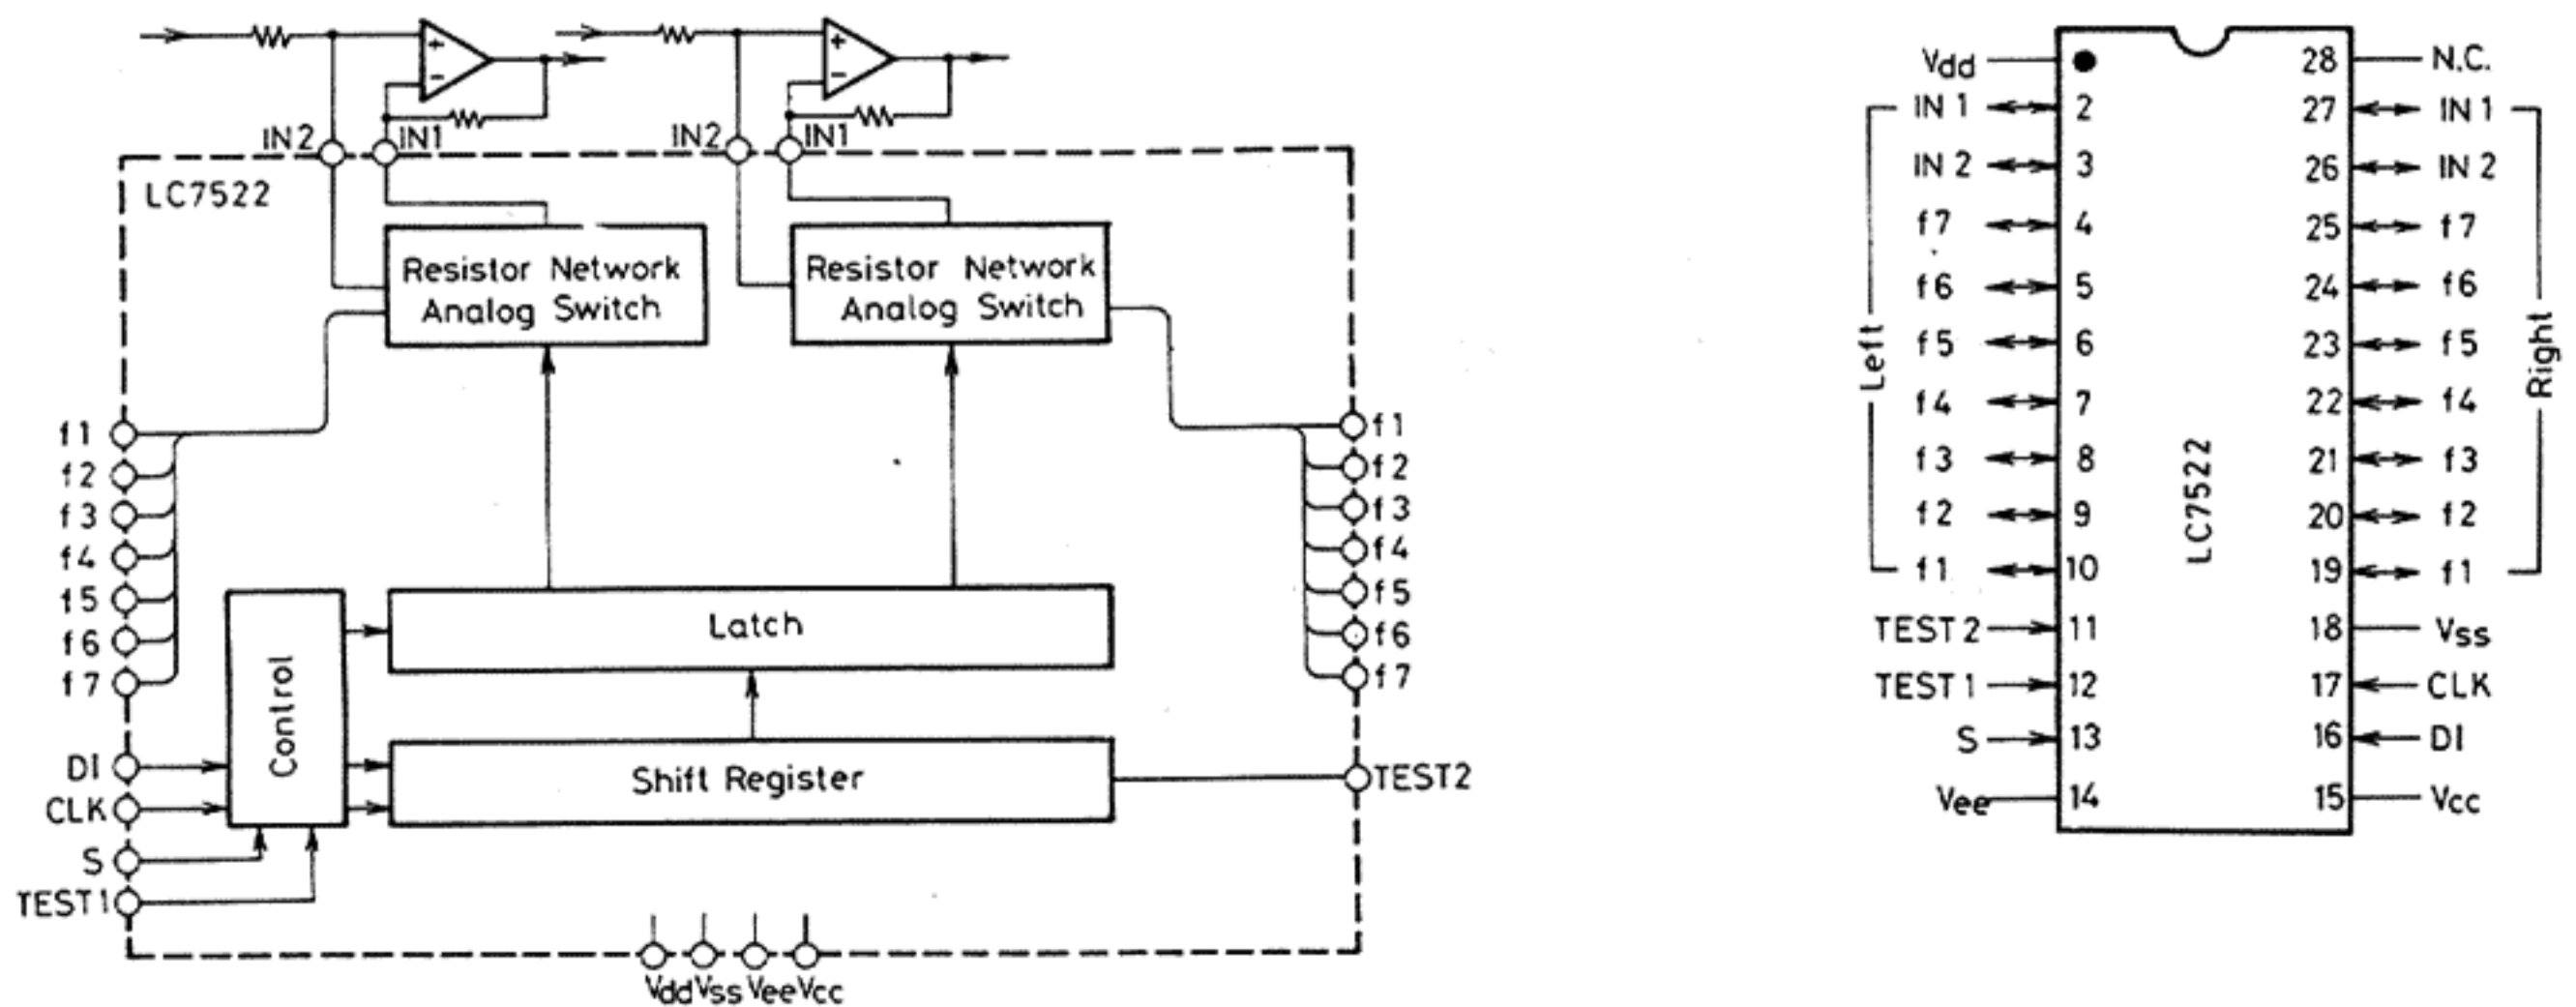 +
−
+
−
IN2 IN1 IN2 IN1
LC7522
Resistor Network
Analog Switch
Resistor Network
Analog Switch
f1
f2
f3
f4
f5
f6
f7
DI
CLK
S
TEST1
Control
Latch
Shift Register
f1
f2
f3
f4
f5
f6
f7
TEST2
Vdd Vss Vee Vcc
Vdd 28 N.C.
IN 1 2 27 IN 1
IN 2 3 26 IN 2
f7 4 25 f7
f6 5 24 f6
f5 6 23 f5
f4 7 22 f4
f3 8 21 f3
f2 9 20 f2
f1 10 19 f1
TEST 2 11 18 Vss
TEST 1 12 17 CLK
S 13 16 DI
Vee 14 15 Vcc
Left
LC7522
Right